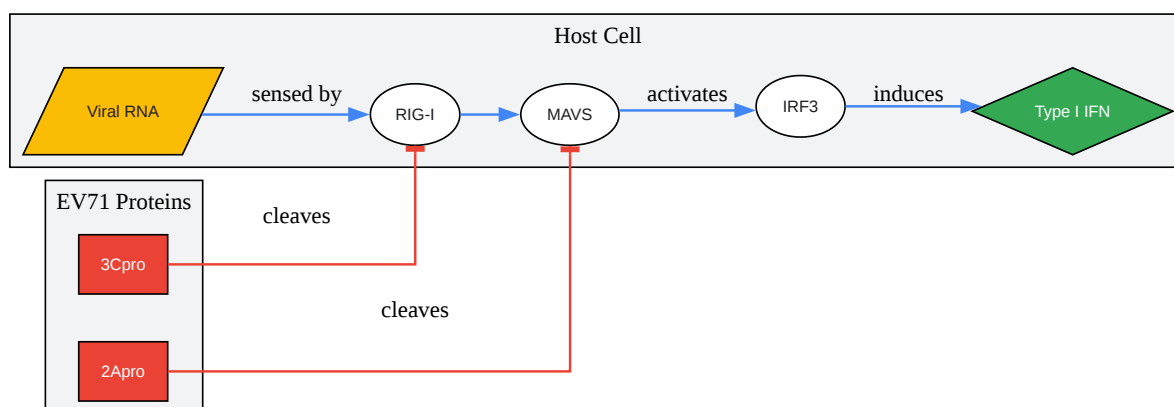 Host Cell
Viral RNA
sensed by
RIG-I
MAVS
activates
IRF3
induces
Type I IFN
EV71 Proteins
3Cpro
cleaves
2Apro
cleaves